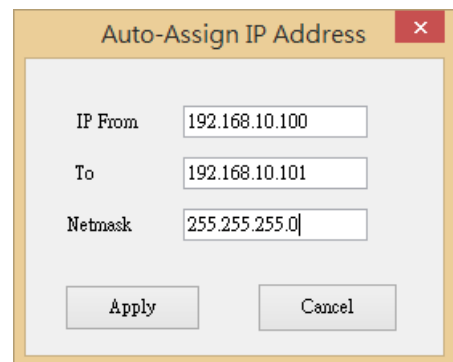 Auto-Assign IP Address
IP From 192.168.10.100
To 192.168.10.101
Netmask 255.255.255.0
Apply Cancel